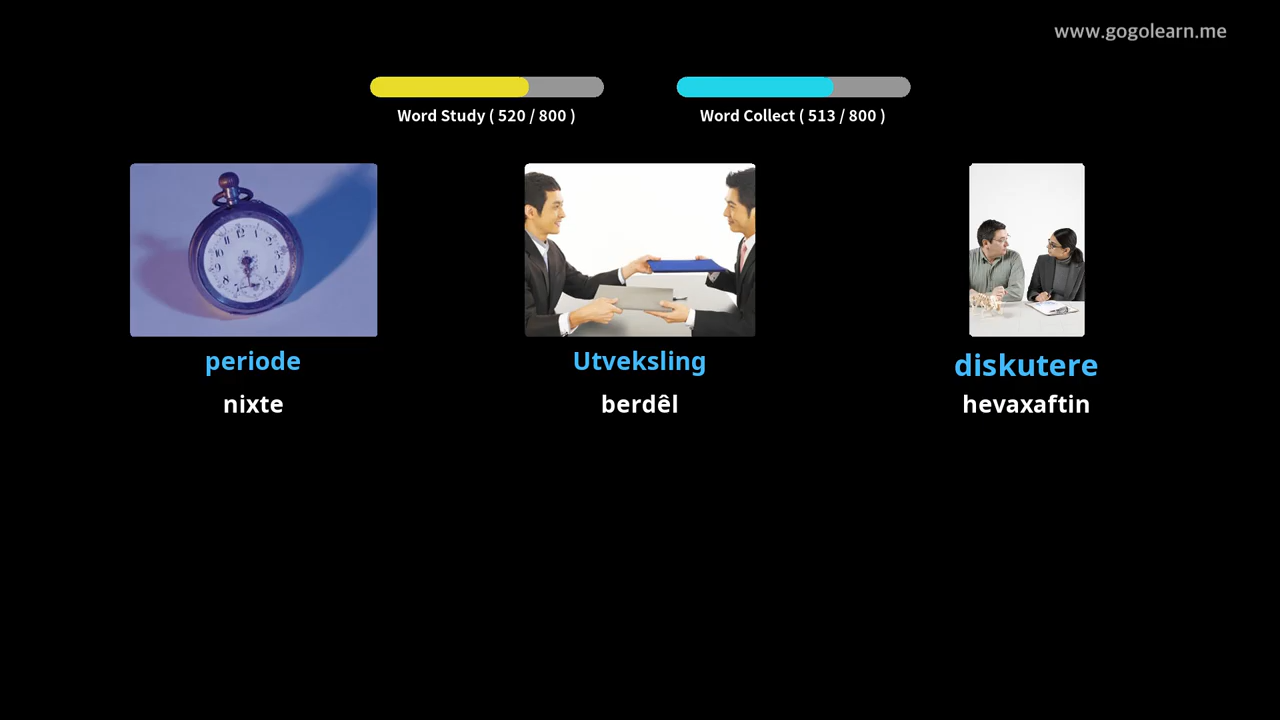 www.gogolearn.me
Word Study ( 520 / 800 )
Word Collect ( 513 / 800 )
periode
Utveksling
diskutere
nixte
berdêl
hevaxaftin